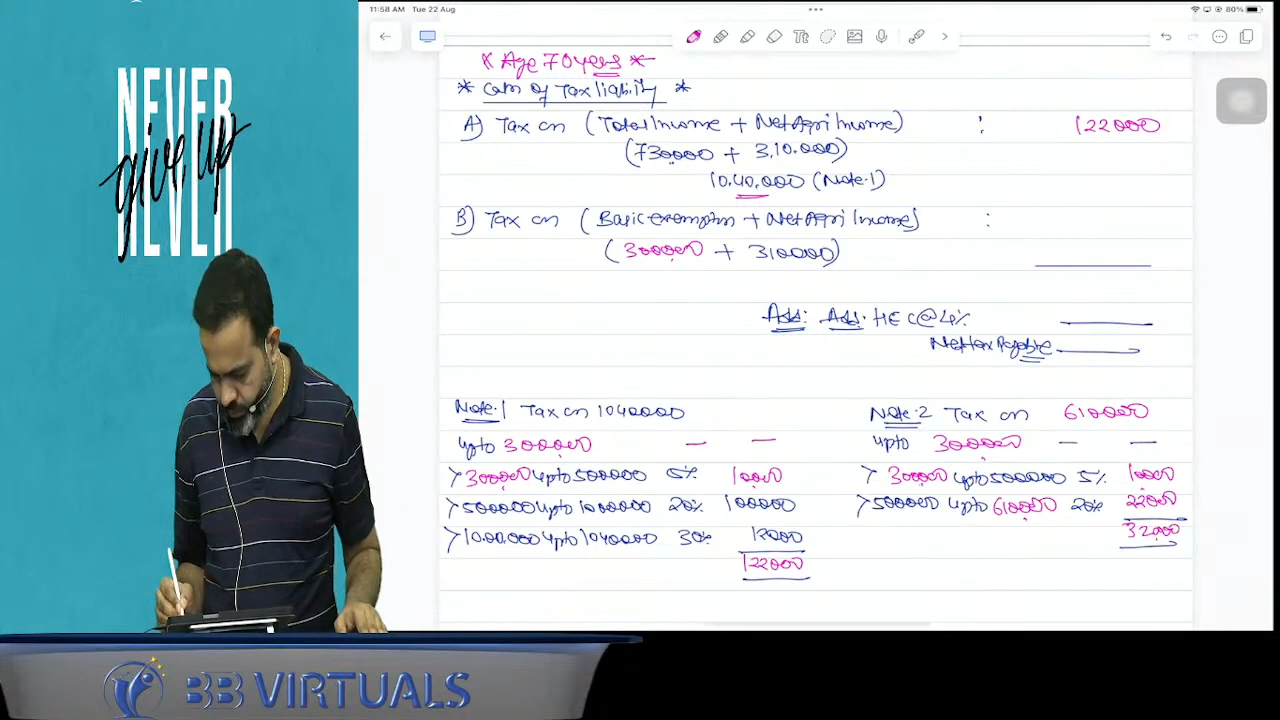 11:58 AM Tue 22 Aug
80%
NEVER
give up
NEVER
* Age 70 years *
* Com of Tax liability *
A) Tax on (Total Income + Net Agri Income) : 122000
(730000 + 3,10,000)
10,40,000 (Note.1)
B) Tax on (Basic exemption + Net Agri Income) :
(300000 + 310000)
Add: Add. HEC@4%
Net tax Payable
Note.1 Tax on 1040000
upto 300000 — —
>300000 upto 500000 5% 10000
>500000 upto 1000000 20% 100000
>10,00,000 upto 1040000 30% 12000
122000
Note.2 Tax on 610000
upto 300000 — —
> 300000 upto 500000 5% 10000
>500000 upto 610000 20% 22000
32000
BB VIRTUALS